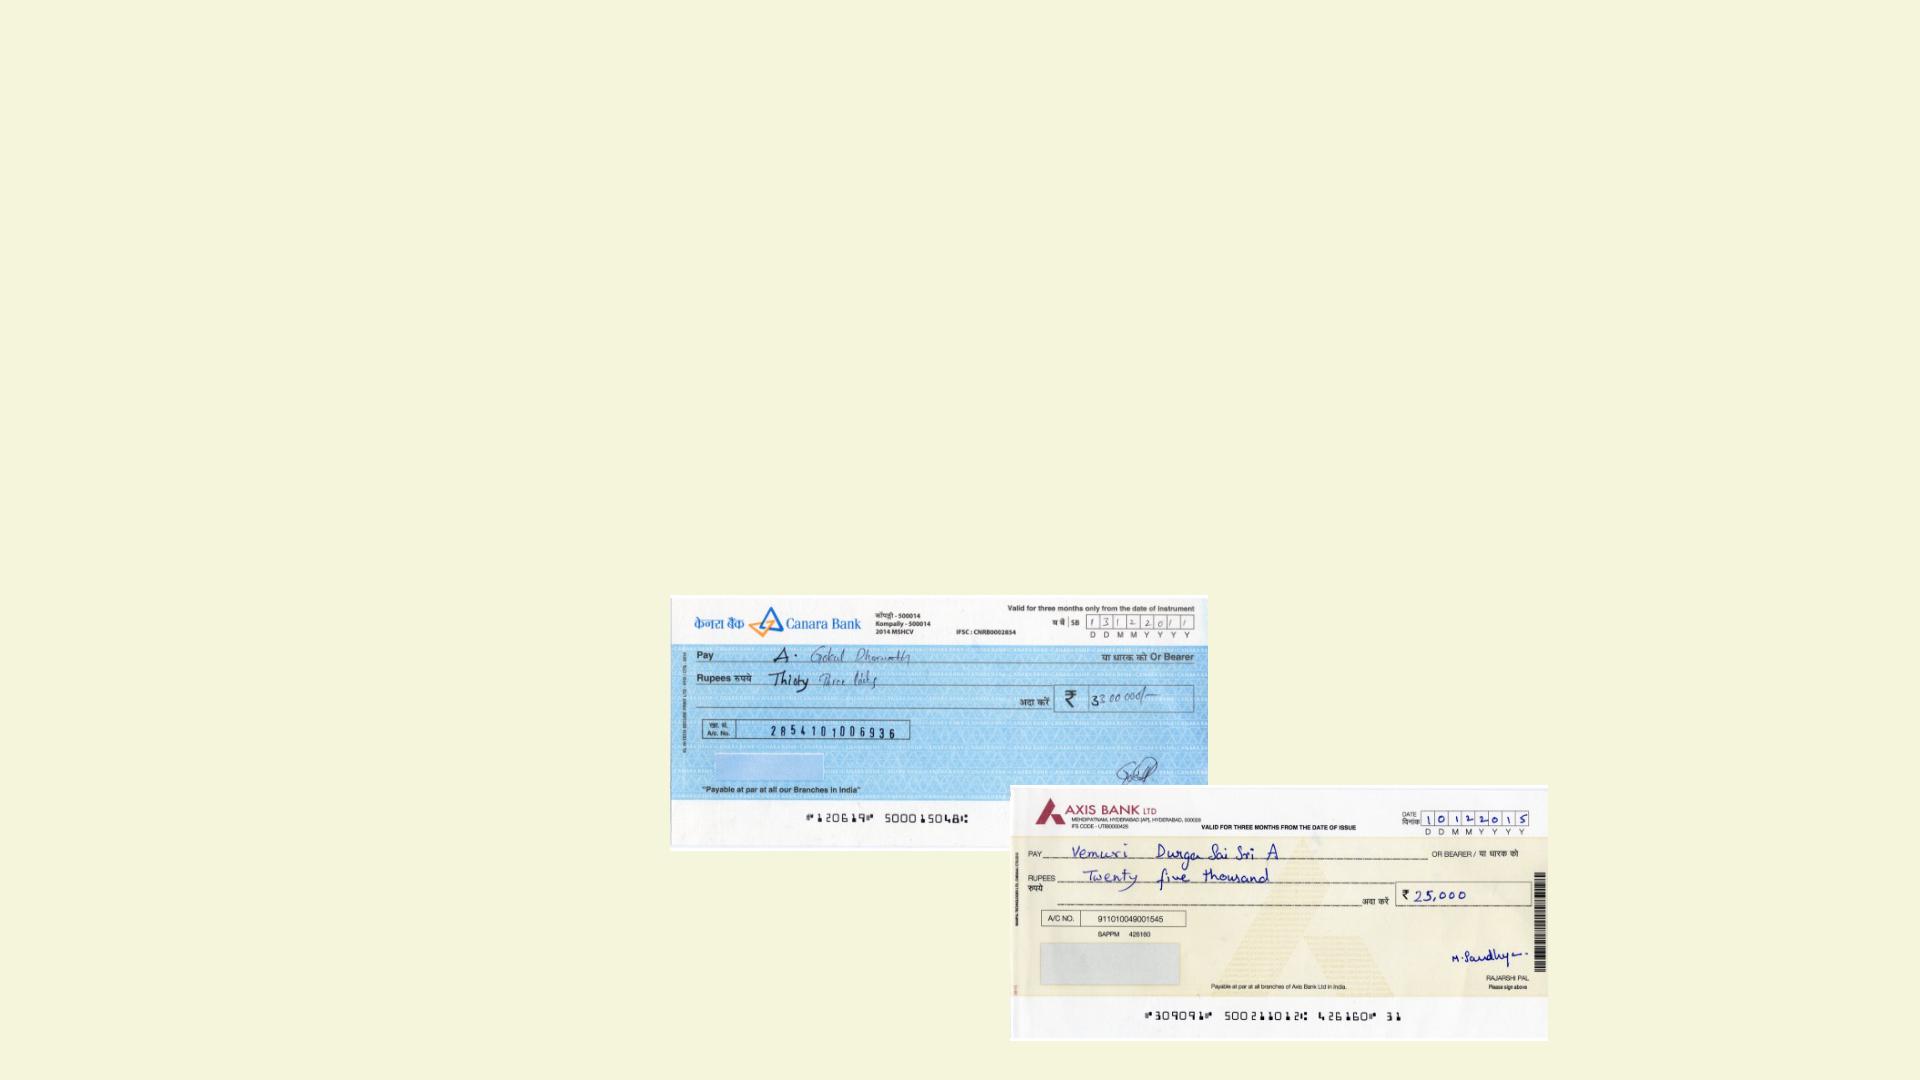 Valid for three months only from the date of instrument
केनरा बैंक Canara Bank
कोंपल्ली - 500014
Kompally - 500014
2014 MSHCV
IFSC : CNRB0002854
ब चें SB 1 3 1 2 2 0 1 1
D D M M Y Y Y Y
Pay A. Gokul या धारक को Or Bearer
Rupees रुपये Thirty Three lakhs
अदा करें ₹ 3300000/-
खा. सं.
A/c. No. 2854101006936
"Payable at par at all our Branches in India"
⑈120619⑈ 500015048⑆
AXIS BANK LTD
MEHDIPATNAM, HYDERABAD [AP], HYDERABAD, 500028
IFS CODE - UTIB0000426
VALID FOR THREE MONTHS FROM THE DATE OF ISSUE
DATE
दिनांक 1 0 1 2 2 0 1 5
D D M M Y Y Y Y
PAY Vemuri Durga Sai Sri A OR BEARER / या धारक को
RUPEES Twenty five thousand
रुपये
अदा करें ₹ 25,000
A/C NO. 911010049001545
SAPPM 426160
M. Sandhya
RAJARSHI PAL
Please sign above
Payable at par at all branches of Axis Bank Ltd in India.
⑈309091⑈ 500211012⑆ 426160⑈ 31